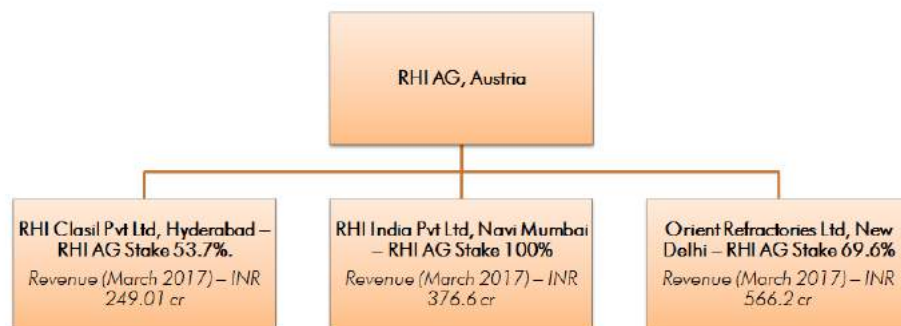 RHI AG, Austria
RHI Clasil Pvt Ltd, Hyderabad –
RHI AG Stake 53.7%.
Revenue (March 2017) – INR
249.01 cr
RHI India Pvt Ltd, Navi Mumbai
– RHI AG Stake 100%
Revenue (March 2017) – INR
376.6 cr
Orient Refractories Ltd, New
Delhi – RHI AG Stake 69.6%
Revenue (March 2017) – INR
566.2 cr